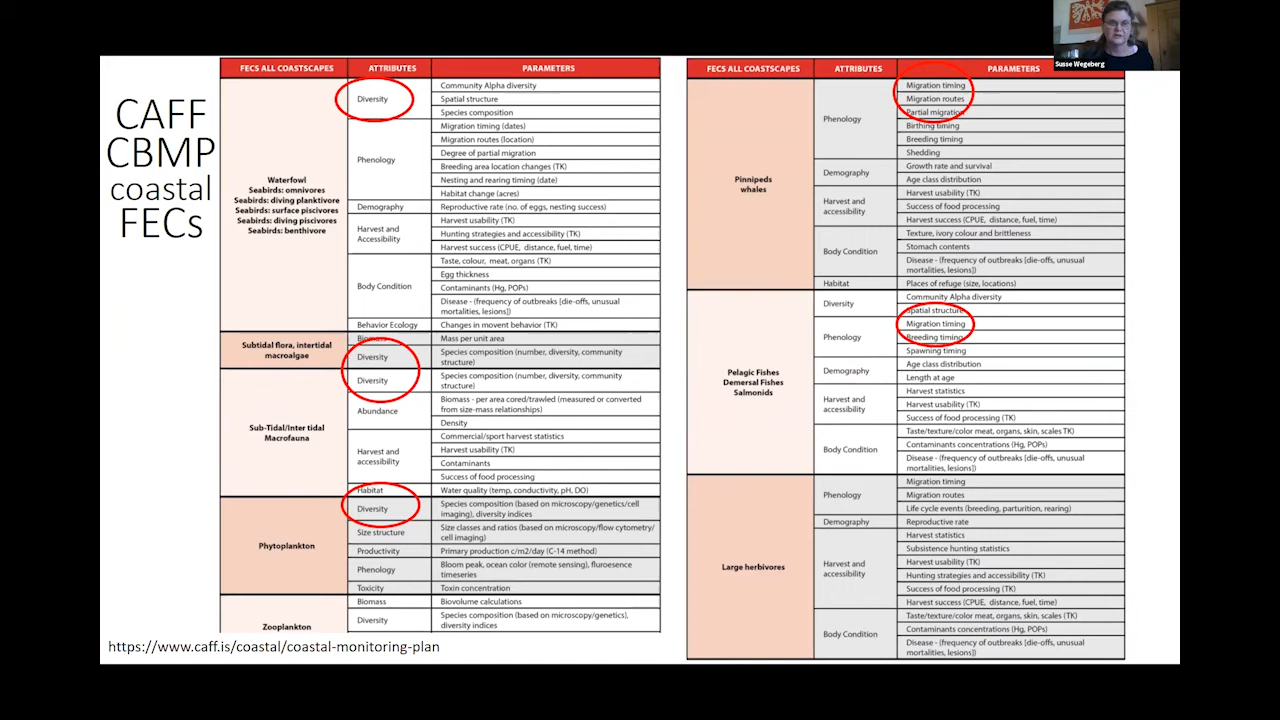 CAFF
CBMP
coastal
FECs
FECS ALL COASTSCAPES ATTRIBUTES PARAMETERS
Waterfowl
Seabirds: omnivores
Seabirds: diving planktivore
Seabirds: surface piscivores
Seabirds: diving piscivores
Seabirds: benthivore
Diversity
Community Alpha diversity
Spatial structure
Species composition
Phenology
Migration timing (dates)
Migration routes (location)
Degree of partial migration
Breeding area location changes (TK)
Nesting and rearing timing (date)
Habitat change (acres)
Demography
Reproductive rate (no. of eggs, nesting success)
Harvest and
Accessibility
Harvest usability (TK)
Hunting strategies and accessibility (TK)
Harvest success (CPUE, distance, fuel, time)
Body Condition
Taste, colour, meat, organs (TK)
Egg thickness
Contaminants (Hg, POPs)
Disease - (frequency of outbreaks [die-offs, unusual
mortalities, lesions])
Behavior Ecology
Changes in movent behavior (TK)
Subtidal flora, intertidal
macroalgae
Biomass
Mass per unit area
Diversity
Species composition (number, diversity, community
structure)
Sub-Tidal/Inter tidal
Macrofauna
Diversity
Species composition (number, diversity, community
structure)
Abundance
Biomass - per area cored/trawled (measured or converted
from size-mass relationships)
Density
Harvest and
accessibility
Commercial/sport harvest statistics
Harvest usability (TK)
Contaminants
Success of food processing
Habitat
Water quality (temp, conductivity, pH, DO)
Phytoplankton
Diversity
Species composition (based on microscopy/genetics/cell
imaging), diversity indices
Size structure
Size classes and ratios (based on microscopy/flow cytometry/
cell imaging)
Productivity
Primary production c/m2/day (C-14 method)
Phenology
Bloom peak, ocean color (remote sensing), fluroesence
timeseries
Toxicity
Toxin concentration
Zooplankton
Biomass
Biovolume calculations
Diversity
Species composition (based on microscopy/genetics),
diversity indices
https://www.caff.is/coastal/coastal-monitoring-plan
FECS ALL COASTSCAPES ATTRIBUTES PARAMETERS
Pinnipeds
whales
Phenology
Migration timing
Migration routes
Partial migration
Birthing timing
Breeding timing
Shedding
Demography
Growth rate and survival
Age class distribution
Harvest and
accessibility
Harvest usability (TK)
Success of food processing
Harvest success (CPUE, distance, fuel, time)
Body Condition
Texture, ivory colour and brittleness
Stomach contents
Disease - (frequency of outbreaks [die-offs, unusual
mortalities, lesions])
Habitat
Places of refuge (size, locations)
Pelagic Fishes
Demersal Fishes
Salmonids
Diversity
Community Alpha diversity
Spatial structure
Phenology
Migration timing
Breeding timing
Spawning timing
Demography
Age class distribution
Length at age
Harvest and
accessibility
Harvest statistics
Harvest usability (TK)
Success of food processing (TK)
Body Condition
Taste/texture/color meat, organs, skin, scales TK)
Contaminants concentrations (Hg, POPs)
Disease - (frequency of outbreaks [die-offs, unusual
mortalities, lesions])
Large herbivores
Phenology
Migration timing
Migration routes
Life cycle events (breeding, parturition, rearing)
Demography
Reproductive rate
Harvest and
accessibility
Harvest statistics
Subsistence hunting statistics
Harvest usability (TK)
Hunting strategies and accessibility (TK)
Success of food processing (TK)
Harvest success (CPUE, distance, fuel, time)
Body Condition
Taste/texture/color meat, organs, skin, scales (TK)
Contaminants concentrations (Hg, POPs)
Disease - (frequency of outbreaks [die-offs, unusual
mortalities, lesions])
Susse Wegeberg